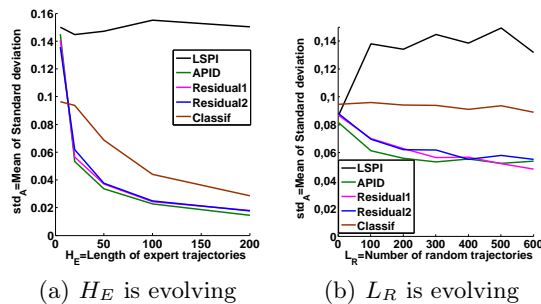 0.16
0.14
0.12
0.1
0.08
0.06
0.04
0.02
0
0 50 100 150 200
std_A=Mean of Standard deviation
H_E=Length of expert trajectories
LSPI
APID
Residual1
Residual2
Classif
(a) H_E is evolving
0,14
0,12
0,1
0,08
0,06
0,04
0,02
0
0 100 200 300 400 500 600
std_A=Mean of Standard deviation
L_R=Number of random trajectories
LSPI
APID
Residual1
Residual2
Classif
(b) L_R is evolving